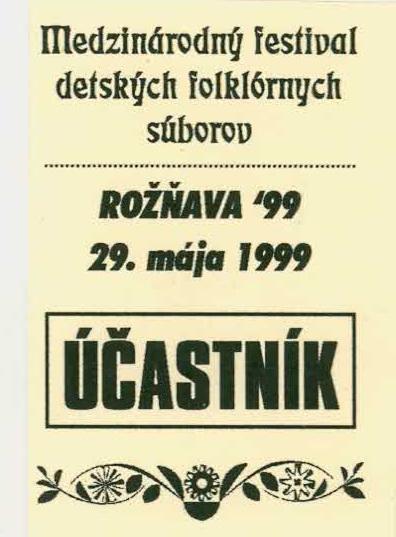 Medzinárodný festival
detských folklórnych
súborov
ROŽŇAVA '99
29. mája 1999
ÚČASTNÍK